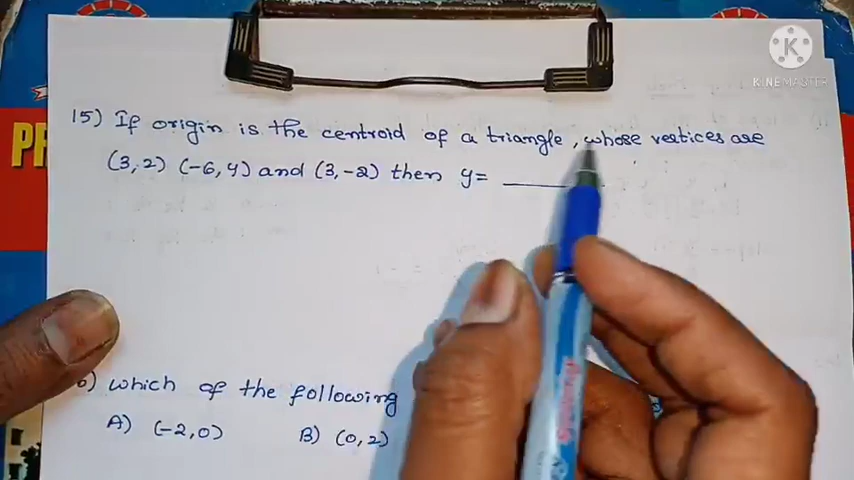 KINEMASTER
15) If origin is the centroid of a triangle, whose vertices are
(3,2) (-6,y) and (3,-2) then y= ______
) which of the following
A) (-2,0) B) (0,2)